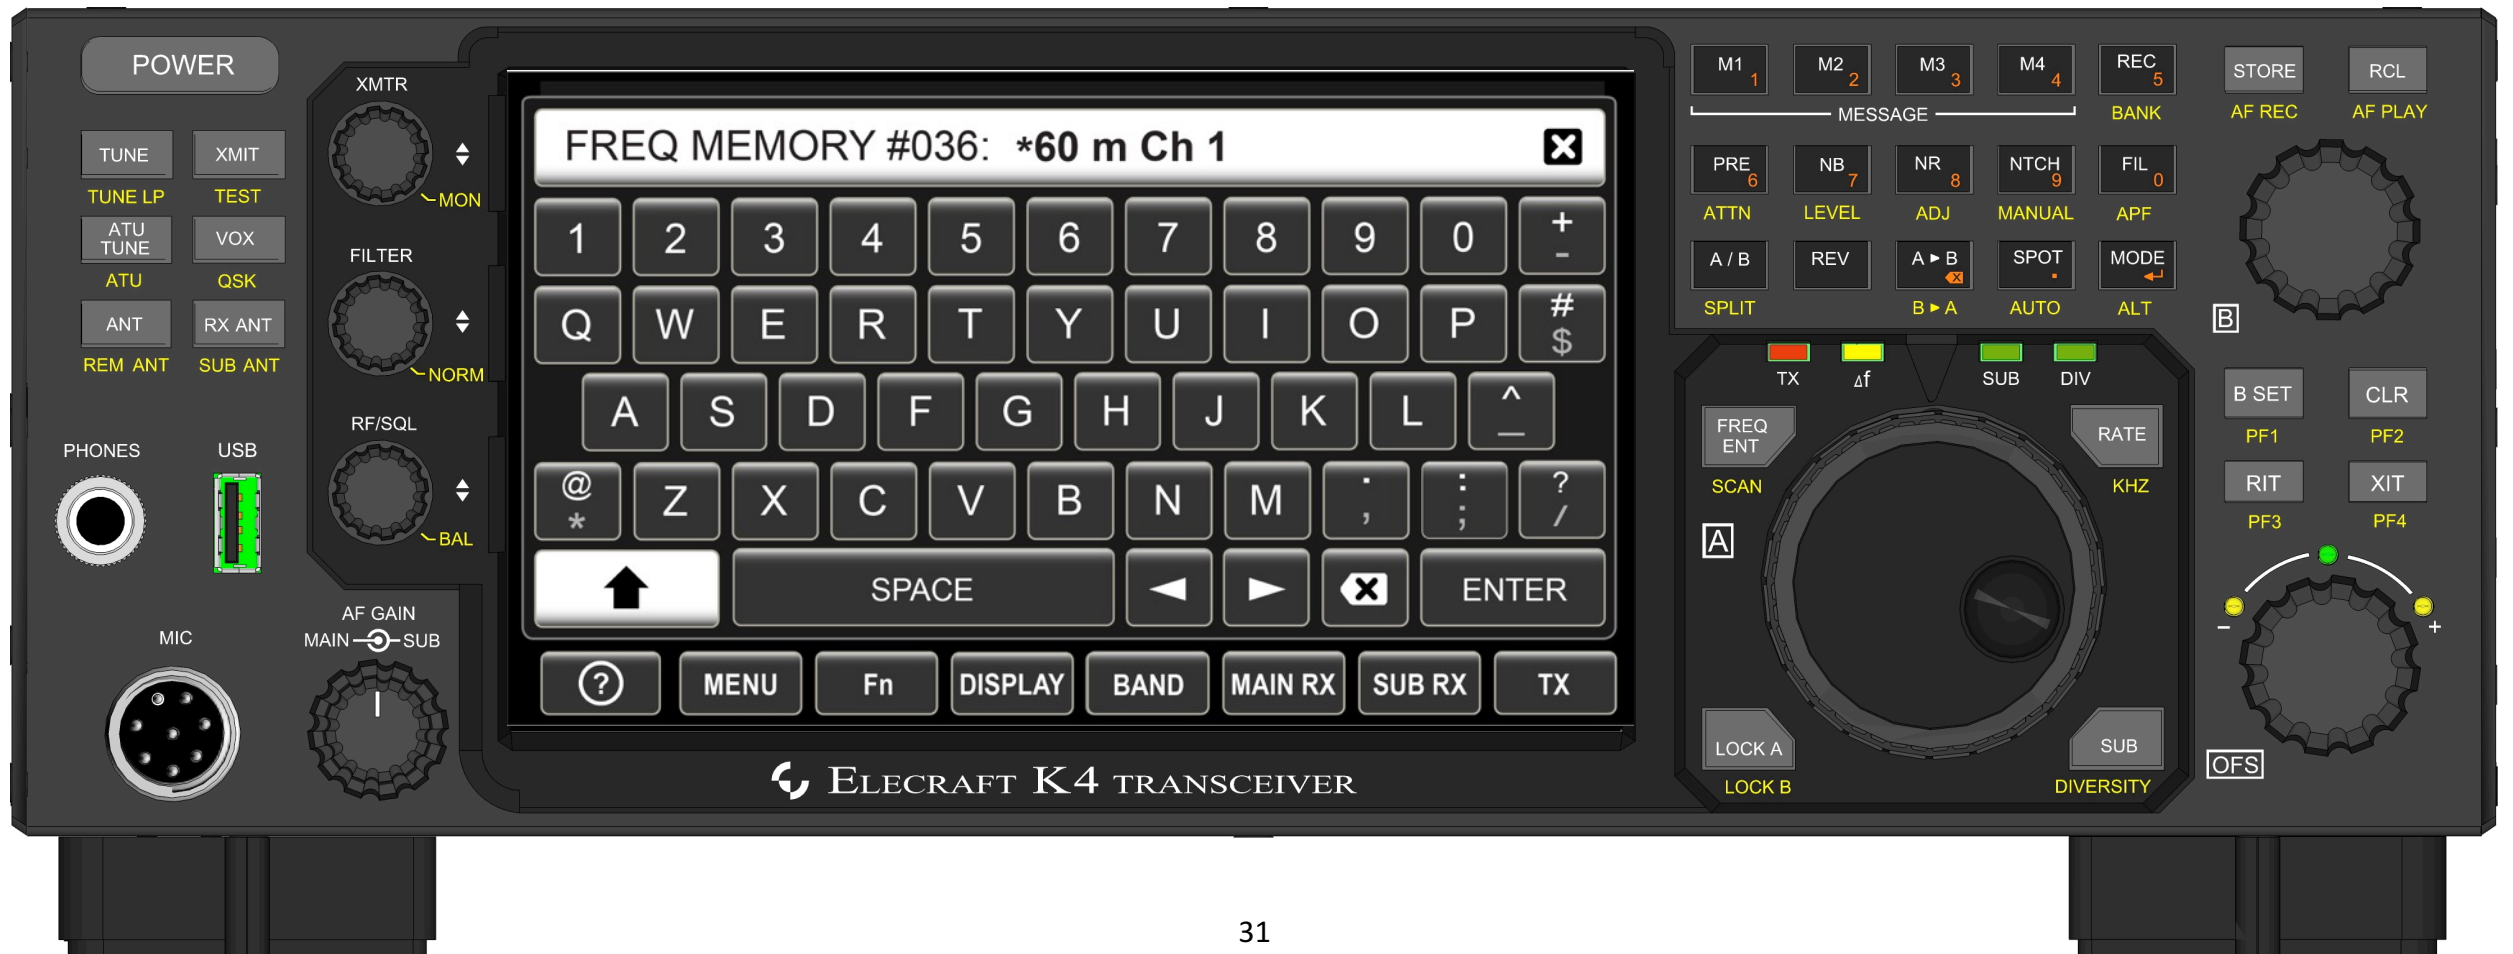 POWER
TUNE XMIT
TUNE LP TEST
ATU TUNE VOX
ATU QSK
ANT RX ANT
REM ANT SUB ANT
PHONES USB
MIC
XMTR
MON
FILTER
NORM
RF/SQL
BAL
AF GAIN
MAIN SUB
FREQ MEMORY #036: *60 m Ch 1
1 2 3 4 5 6 7 8 9 0 + -
Q W E R T Y U I O P # $
A S D F G H J K L ^ _
@ * Z X C V B N M . , : ; ? /
SPACE ENTER
? MENU Fn DISPLAY BAND MAIN RX SUB RX TX
ELECRAFT K4 TRANSCEIVER
M1 1 M2 2 M3 3 M4 4 REC 5
MESSAGE BANK
PRE 6 NB 7 NR 8 NTCH 9 FIL 0
ATTN LEVEL ADJ MANUAL APF
A / B REV A ► B SPOT . MODE
SPLIT B ► A AUTO ALT
TX Δf SUB DIV
FREQ ENT RATE
SCAN KHZ
A
LOCK A SUB
LOCK B DIVERSITY
STORE RCL
AF REC AF PLAY
B
B SET CLR
PF1 PF2
RIT XIT
PF3 PF4
- +
OFS
31